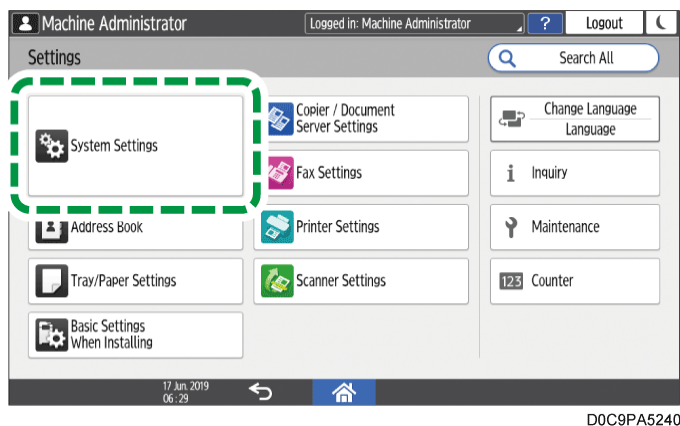 Machine Administrator
Logged in: Machine Administrator
?
Logout
Settings
Search All
System Settings
Copier / Document
Server Settings
Change Language
Language
Fax Settings
i
Inquiry
Address Book
Printer Settings
Maintenance
Tray/Paper Settings
Scanner Settings
123
Counter
Basic Settings
When Installing
17 Jun. 2019
06 : 29
D0C9PA5240